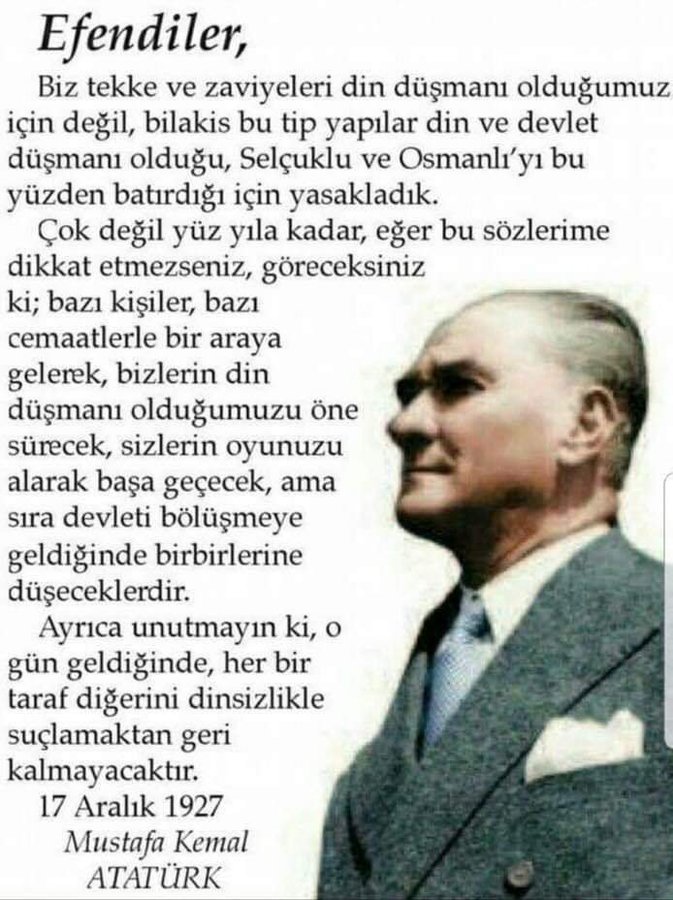 Efendiler,
Biz tekke ve zaviyeleri din düşmanı olduğumuz
için değil, bilakis bu tip yapılar din ve devlet
düşmanı olduğu, Selçuklu ve Osmanlı'yı bu
yüzden batırdığı için yasakladık.
Çok değil yüz yıla kadar, eğer bu sözlerime
dikkat etmezseniz, göreceksiniz
ki; bazı kişiler, bazı
cemaatlerle bir araya
gelerek, bizlerin din
düşmanı olduğumuzu öne
sürecek, sizlerin oyunuzu
alarak başa geçecek, ama
sıra devleti bölüşmeye
geldiğinde birbirlerine
düşeceklerdir.
Ayrıca unutmayın ki, o
gün geldiğinde, her bir
taraf diğerini dinsizlikle
suçlamaktan geri
kalmayacaktır.
17 Aralık 1927
Mustafa Kemal
ATATÜRK